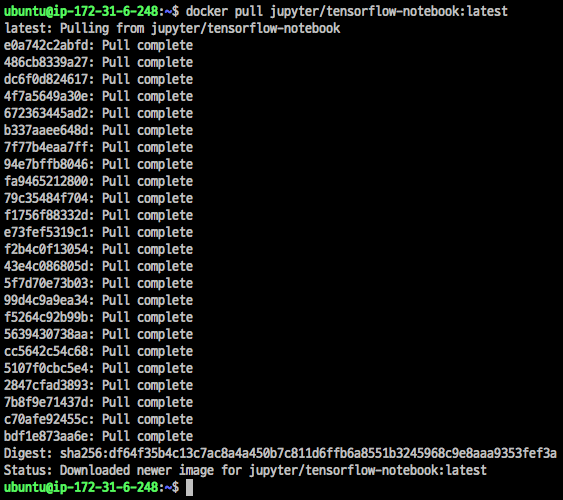 ubuntu@ip-172-31-6-248:~$ docker pull jupyter/tensorflow-notebook:latest
latest: Pulling from jupyter/tensorflow-notebook
e0a742c2abfd: Pull complete
486cb8339a27: Pull complete
dc6f0d824617: Pull complete
4f7a5649a30e: Pull complete
672363445ad2: Pull complete
b337aaee648d: Pull complete
7f77b4eaa7ff: Pull complete
94e7bffb8046: Pull complete
fa9465212800: Pull complete
79c35484f704: Pull complete
f1756f88332d: Pull complete
e73fef5319c1: Pull complete
f2b4c0f13054: Pull complete
43e4c086805d: Pull complete
5f7d70e73b03: Pull complete
99d4c9a9ea34: Pull complete
f5264c92b99b: Pull complete
5639430738aa: Pull complete
cc5642c54c68: Pull complete
5107f0cbc5e4: Pull complete
2847cfad3893: Pull complete
7b8f9e71437d: Pull complete
c70afe92455c: Pull complete
bdf1e873aa6e: Pull complete
Digest: sha256:df64f35b4c13c7ac8a4a450b7c811d6ffb6a8551b3245968c9e8aaa9353fef3a
Status: Downloaded newer image for jupyter/tensorflow-notebook:latest
ubuntu@ip-172-31-6-248:~$